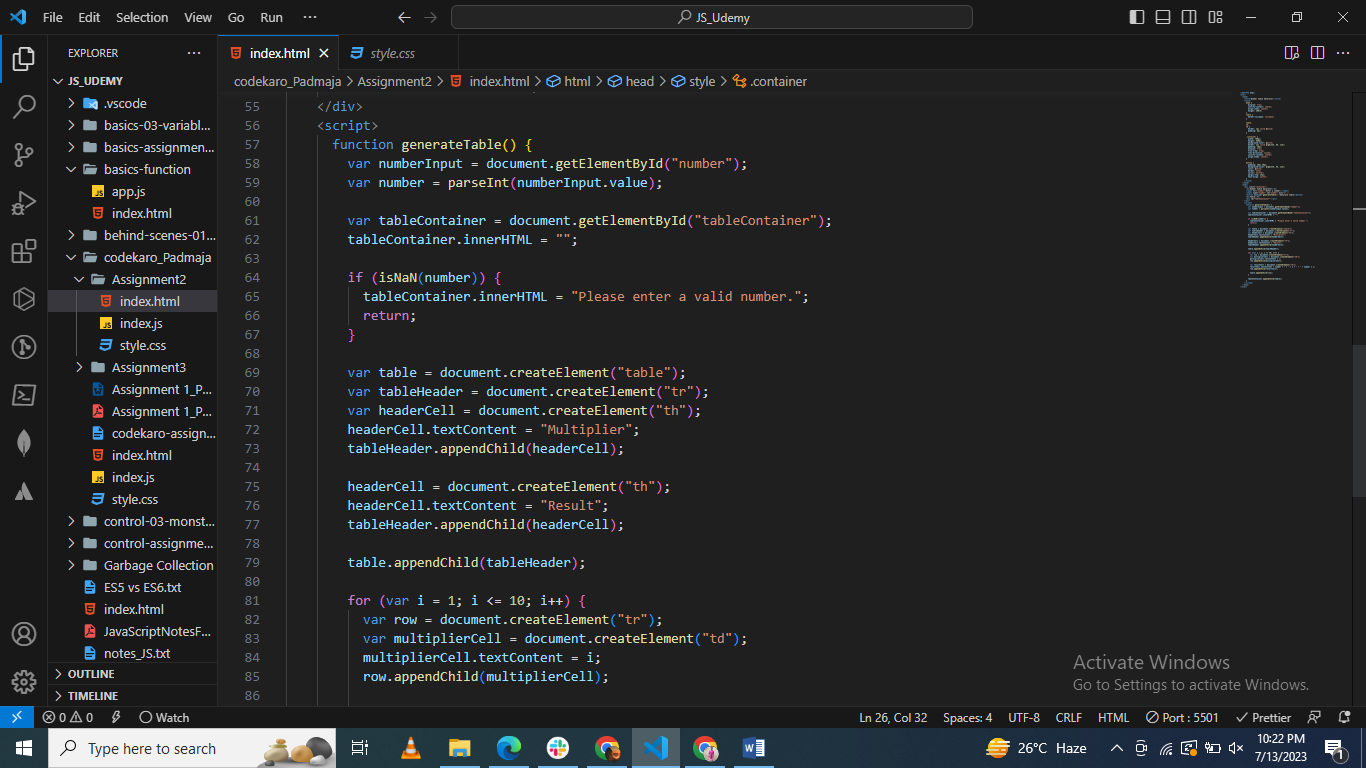 File Edit Selection View Go Run ··· JS_Udemy
EXPLORER ···
JS_UDEMY
.vscode
basics-03-variabl...
basics-assignmen...
basics-function
app.js
index.html
behind-scenes-01...
codekaro_Padmaja
Assignment2
index.html
index.js
style.css
Assignment3
Assignment 1_P...
Assignment 1_P...
codekaro-assign...
index.html
index.js
style.css
control-03-monst...
control-assignme...
Garbage Collection
ES5 vs ES6.txt
index.html
JavaScriptNotesF...
notes_JS.txt
OUTLINE
TIMELINE
index.html style.css
codekaro_Padmaja > Assignment2 > index.html > html > head > style > .container
55 </div>
56 <script>
57 function generateTable() {
58 var numberInput = document.getElementById("number");
59 var number = parseInt(numberInput.value);
60
61 var tableContainer = document.getElementById("tableContainer");
62 tableContainer.innerHTML = "";
63
64 if (isNaN(number)) {
65 tableContainer.innerHTML = "Please enter a valid number.";
66 return;
67 }
68
69 var table = document.createElement("table");
70 var tableHeader = document.createElement("tr");
71 var headerCell = document.createElement("th");
72 headerCell.textContent = "Multiplier";
73 tableHeader.appendChild(headerCell);
74
75 headerCell = document.createElement("th");
76 headerCell.textContent = "Result";
77 tableHeader.appendChild(headerCell);
78
79 table.appendChild(tableHeader);
80
81 for (var i = 1; i <= 10; i++) {
82 var row = document.createElement("tr");
83 var multiplierCell = document.createElement("td");
84 multiplierCell.textContent = i;
85 row.appendChild(multiplierCell);
86
Activate Windows
Go to Settings to activate Windows.
0 0 Watch Ln 26, Col 32 Spaces: 4 UTF-8 CRLF HTML Port : 5501 Prettier
Type here to search 26°C Haze 10:22 PM
7/13/2023 1